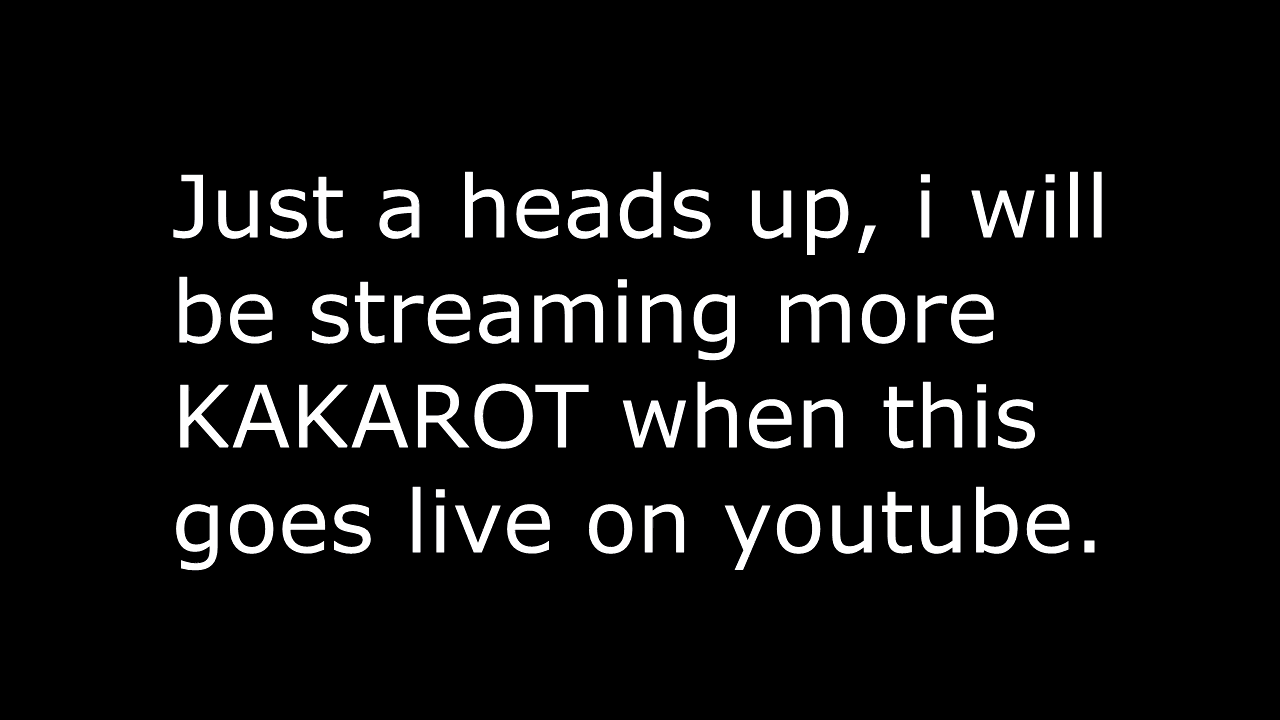 Just a heads up, i will
be streaming more
KAKAROT when this
goes live on youtube.